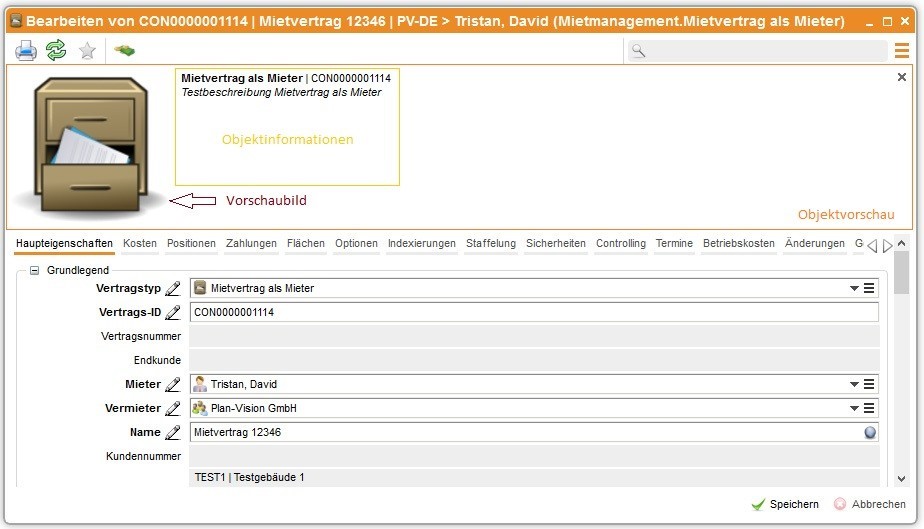 Bearbeiten von CON0000001114 | Mietvertrag 12346 | PV-DE > Tristan, David (Mietmanagement.Mietvertrag als Mieter)
Mietvertrag als Mieter | CON0000001114
Testbeschreibung Mietvertrag als Mieter
Objektinformationen
Vorschaubild
Objektvorschau
Haupteigenschaften Kosten Positionen Zahlungen Flächen Optionen Indexierungen Staffelung Sicherheiten Controlling Termine Betriebskosten Änderungen G
Grundlegend
Vertragstyp Mietvertrag als Mieter
Vertrags-ID CON0000001114
Vertragsnummer
Endkunde
Mieter Tristan, David
Vermieter Plan-Vision GmbH
Name Mietvertrag 12346
Kundennummer
TEST1 | Testgebäude 1
Speichern Abbrechen